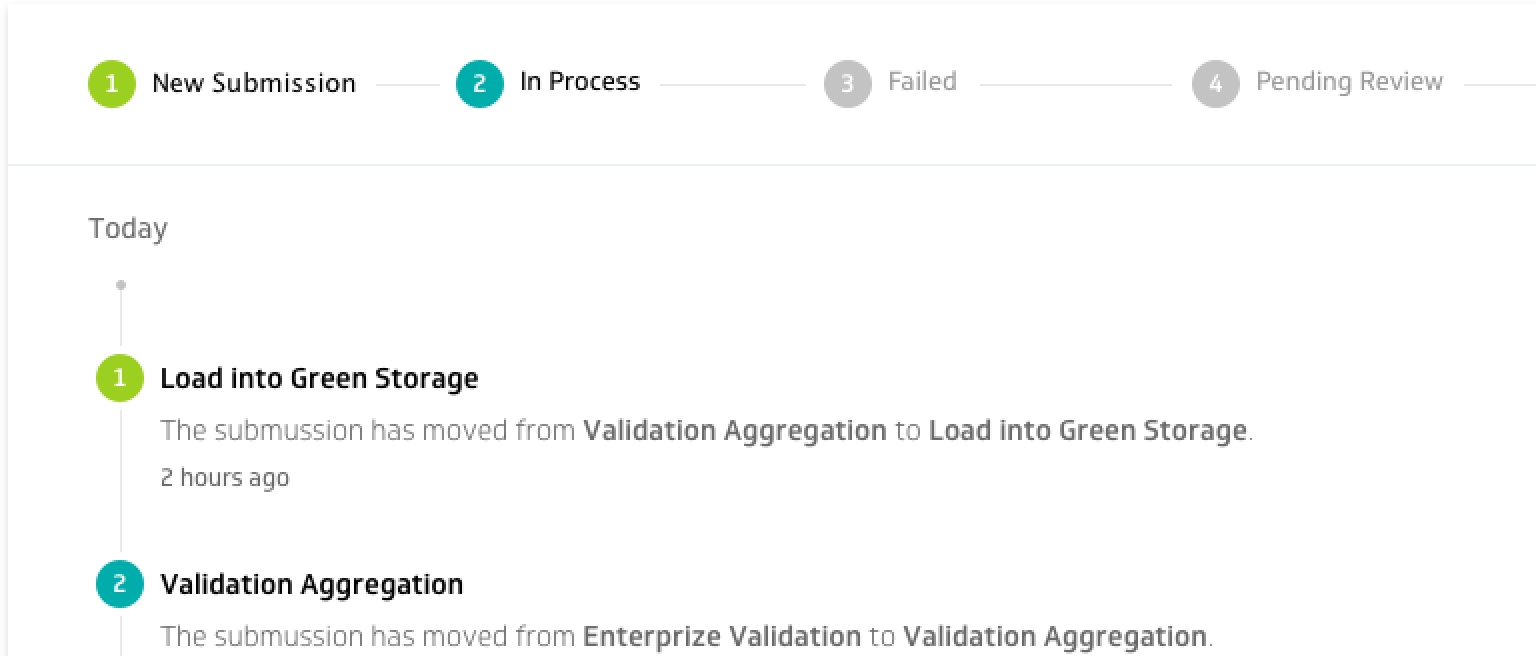 1 New Submission 2 In Process 3 Failed 4 Pending Review
Today
1 Load into Green Storage
The submussion has moved from Validation Aggregation to Load into Green Storage.
2 hours ago
2 Validation Aggregation
The submussion has moved from Enterprize Validation to Validation Aggregation.